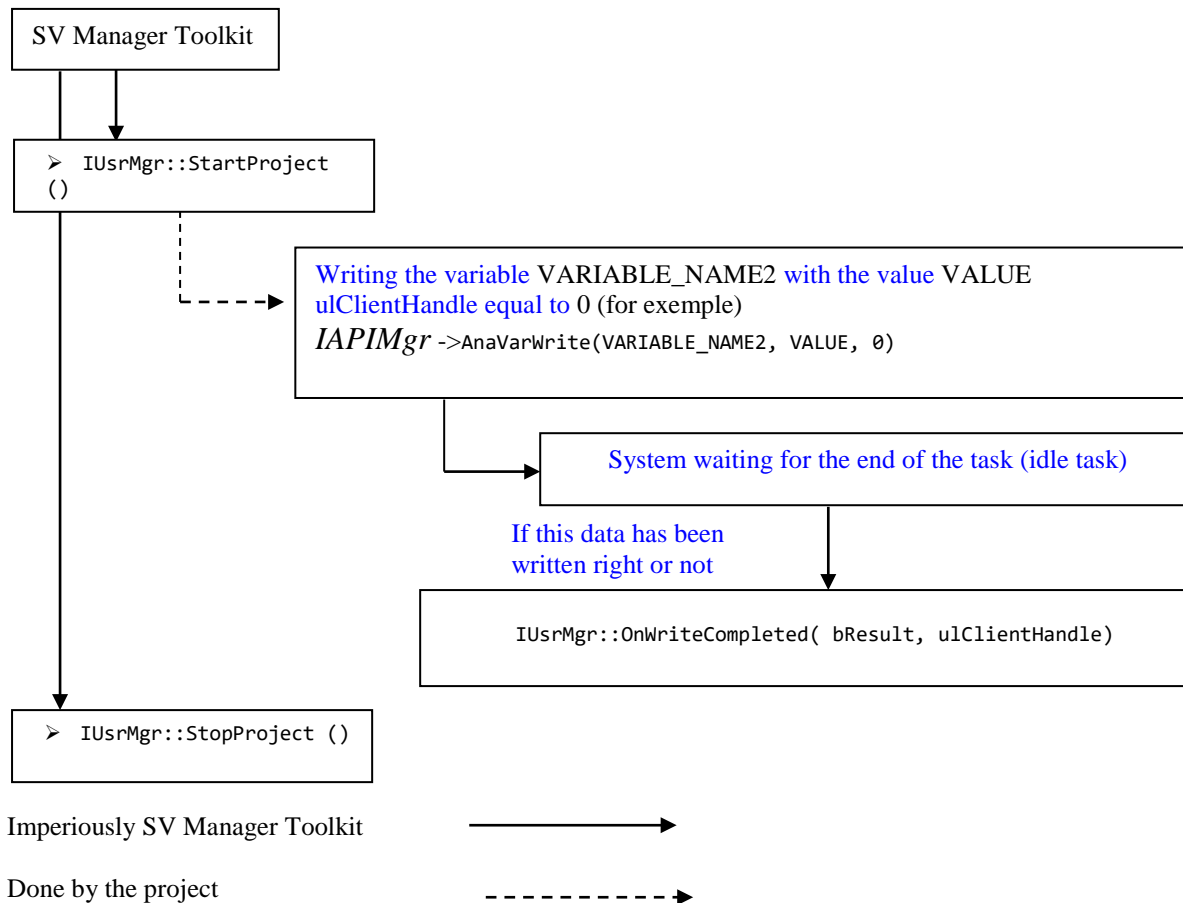 SV Manager Toolkit
➢ IUsrMgr::StartProject
()
Writing the variable VARIABLE_NAME2 with the value VALUE
ulClientHandle equal to 0 (for exemple)
IAPIMgr ->AnaVarWrite(VARIABLE_NAME2, VALUE, 0)
System waiting for the end of the task (idle task)
If this data has been
written right or not
IUsrMgr::OnWriteCompleted( bResult, ulClientHandle)
➢ IUsrMgr::StopProject ()
Imperiously SV Manager Toolkit
Done by the project